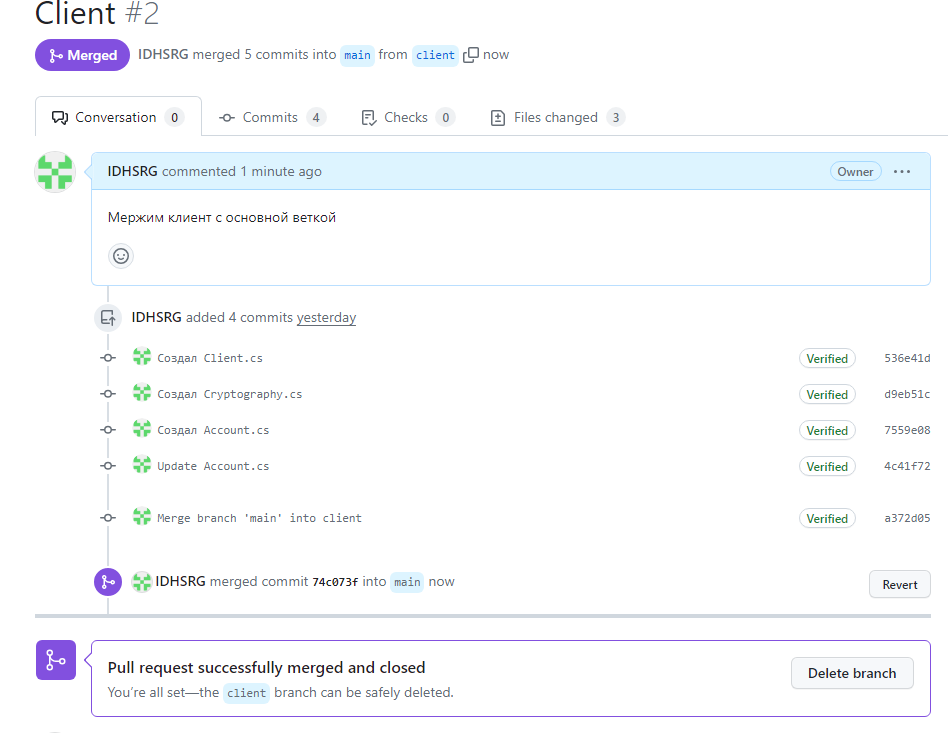 Client #2
Merged IDHSRG merged 5 commits into main from client now
Conversation 0 Commits 4 Checks 0 Files changed 3
IDHSRG commented 1 minute ago Owner ...
Мержим клиент с основной веткой
IDHSRG added 4 commits yesterday
Создал Client.cs Verified 536e41d
Создал Cryptography.cs Verified d9eb51c
Создал Account.cs Verified 7559e08
Update Account.cs Verified 4c41f72
Merge branch 'main' into client Verified a372d05
IDHSRG merged commit 74c073f into main now Revert
Pull request successfully merged and closed
You're all set—the client branch can be safely deleted. Delete branch